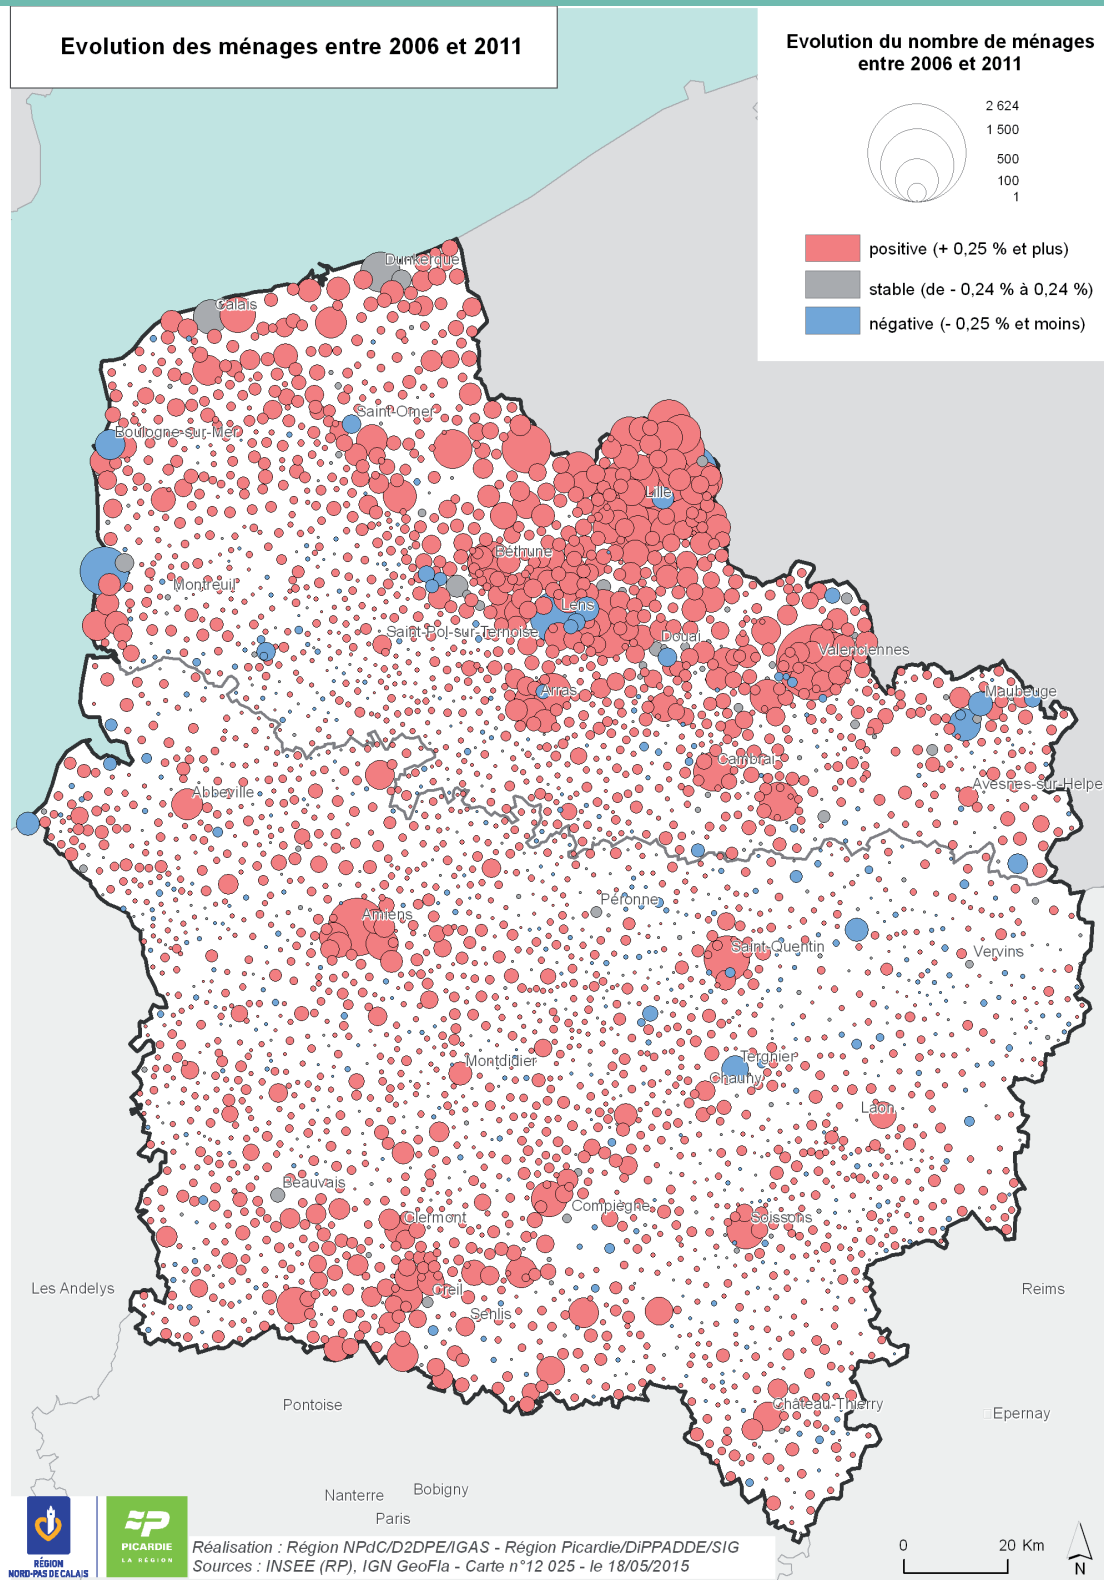 Evolution des ménages entre 2006 et 2011
Evolution du nombre de ménages
entre 2006 et 2011
2 624
1 500
500
100
1
positive (+ 0,25 % et plus)
stable (de - 0,24 % à 0,24 %)
négative (- 0,25 % et moins)
Dunkerque
Calais
Saint-Omer
Boulogne-sur-Mer
Lille
Béthune
Montreuil
Lens
Saint-Pol-sur-Ternoise
Douai
Valenciennes
Arras
Maubeuge
Cambrai
Avesnes-sur-Helpe
Abbeville
Péronne
Amiens
Saint-Quentin
Vervins
Montdidier
Tergnier
Chauny
Laon
Beauvais
Compiègne
Clermont
Soissons
Les Andelys
Creil
Reims
Senlis
Pontoise
Château-Thierry
Epernay
Bobigny
Nanterre
Paris
RÉGION
NORD-PAS DE CALAIS
PICARDIE
LA RÉGION
Réalisation : Région NPdC/D2DPE/IGAS - Région Picardie/DiPPADDE/SIG
Sources : INSEE (RP), IGN GeoFla - Carte n°12 025 - le 18/05/2015
0 20 Km
N